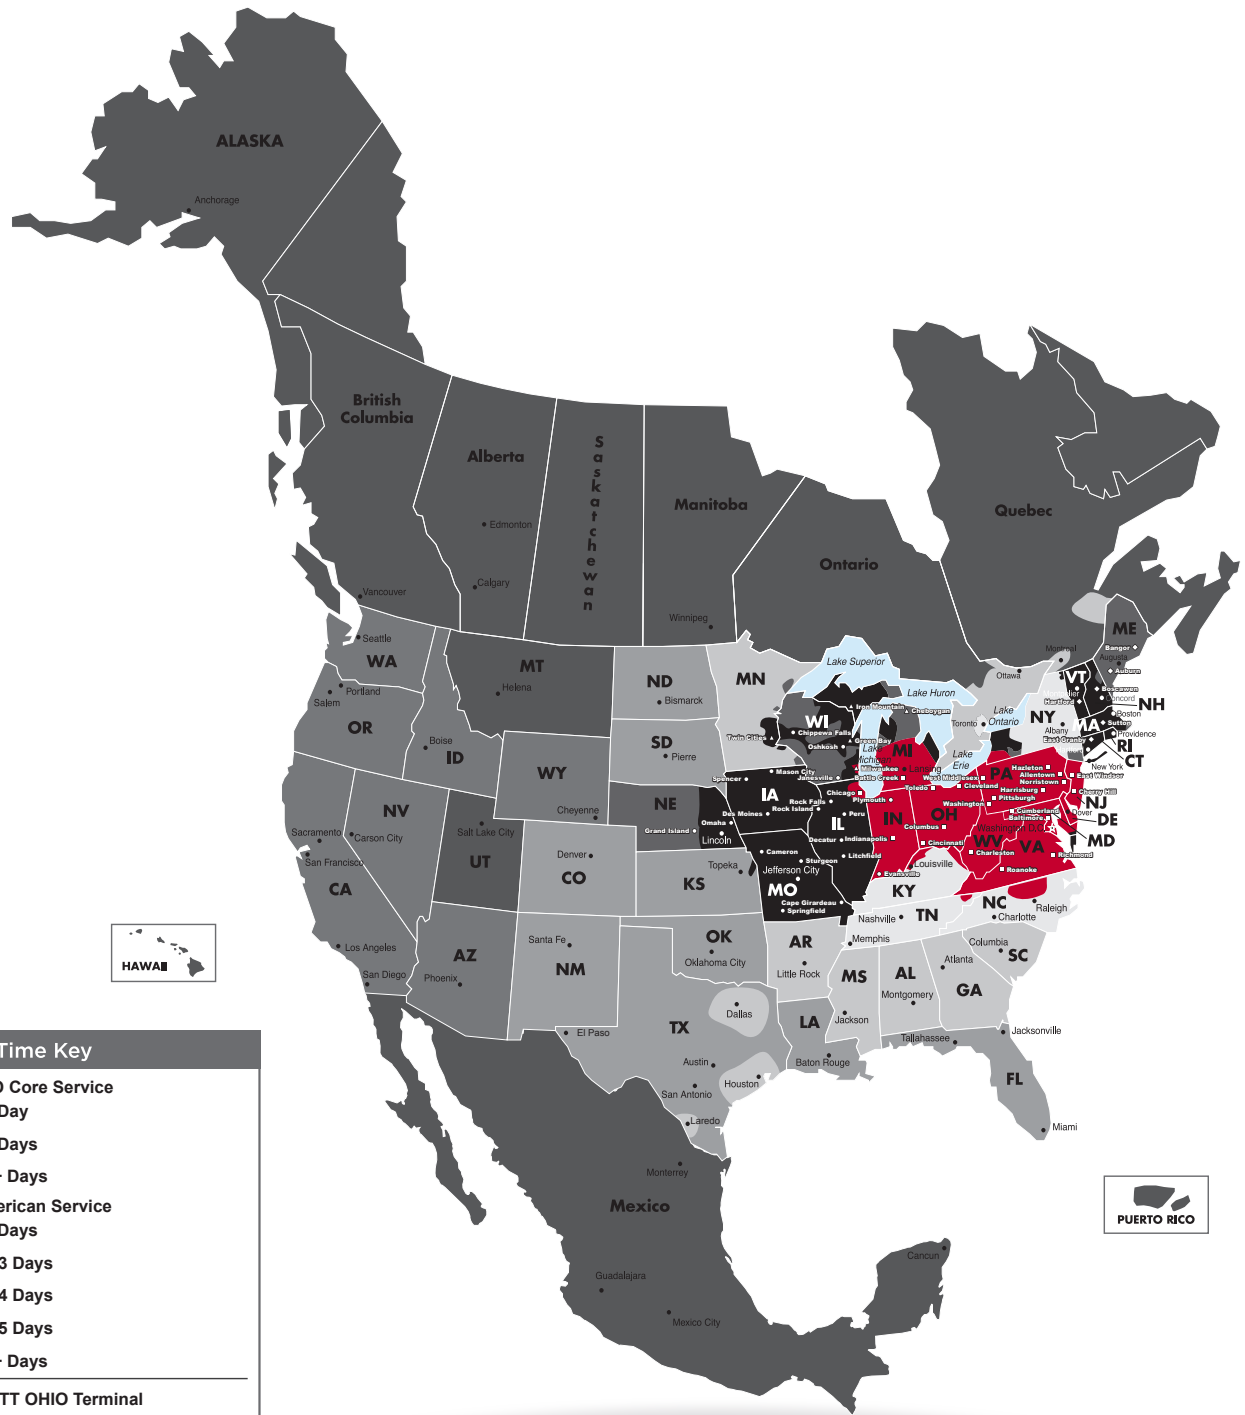 ALASKA
Anchorage
British
Columbia
Alberta
Saskatchewan
Manitoba
Quebec
Ontario
Edmonton
Calgary
Vancouver
Winnipeg
Seattle
WA
MT
Helena
ND
Bismarck
MN
Lake Superior
Lake Huron
Ottawa
Montreal
ME
Bangor
Augusta
Auburn
VT
Montpelier
Boscawen
Concord
NH
Hartford
Portland
Salem
OR
Boise
ID
WY
Cheyenne
SD
Pierre
Twin Cities
WI
Chippewa Falls
Iron Mountain
Cheboygan
Green Bay
Oshkosh
Lake
Michigan
MI
Lansing
Toronto
Lake
Ontario
NY
Albany
MA
Boston
Sutton
Providence
East Granby
RI
CT
New York
Lake
Erie
Milwaukee
Janesville
Battle Creek
West Middlesex
PA
Hazleton
Allentown
Norristown
East Windsor
Harrisburg
Cherry Hill
NJ
Pittsburgh
Spencer
Mason City
IA
Des Moines
Rock Falls
Rock Island
Chicago
Plymouth
Toledo
Cleveland
Washington
Cumberland
Baltimore
Dover
DE
Washington D.C.
MD
NE
Grand Island
Omaha
Lincoln
IL
Peru
IN
OH
Columbus
Decatur
Indianapolis
Cincinnati
WV
VA
Charleston
Richmond
Roanoke
NV
Sacramento
Carson City
San Francisco
Salt Lake City
UT
Denver
CO
Topeka
KS
Cameron
Sturgeon
Jefferson City
Litchfield
MO
Cape Girardeau
Springfield
Evansville
Louisville
KY
CA
Los Angeles
San Diego
AZ
Phoenix
Santa Fe
NM
OK
Oklahoma City
AR
Little Rock
Nashville
TN
Memphis
NC
Raleigh
Charlotte
Columbia
SC
Atlanta
GA
MS
AL
Montgomery
Jackson
HAWAII
El Paso
TX
Dallas
Austin
San Antonio
Houston
Laredo
LA
Baton Rouge
Tallahassee
Jacksonville
FL
Miami
Monterrey
Mexico
Guadalajara
Mexico City
Cancun
PUERTO RICO
Time Key
O Core Service
Day
Days
+ Days
erican Service
Days
3 Days
4 Days
5 Days
+ Days
TT OHIO Terminal